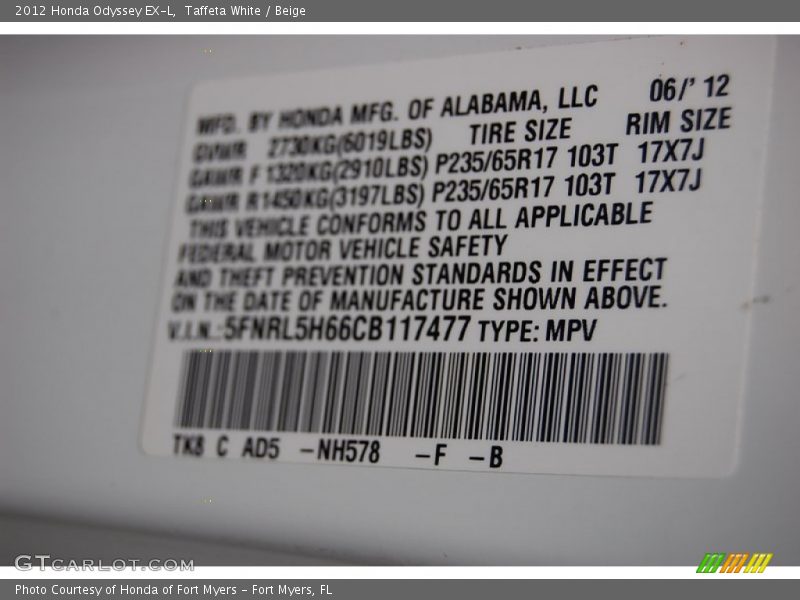 2012 Honda Odyssey EX-L, Taffeta White / Beige
MFD. BY HONDA MFG. OF ALABAMA, LLC 06/' 12
GVWR 2730KG(6019LBS) TIRE SIZE RIM SIZE
GAWR F 1320KG(2910LBS) P235/65R17 103T 17X7J
GAWR R1450KG(3197LBS) P235/65R17 103T 17X7J
THIS VEHICLE CONFORMS TO ALL APPLICABLE
FEDERAL MOTOR VEHICLE SAFETY
AND THEFT PREVENTION STANDARDS IN EFFECT
ON THE DATE OF MANUFACTURE SHOWN ABOVE.
V.I.N.:5FNRL5H66CB117477 TYPE: MPV
TK8 C AD5 -NH578 -F -B
GTCARLOT.COM
Photo Courtesy of Honda of Fort Myers - Fort Myers, FL